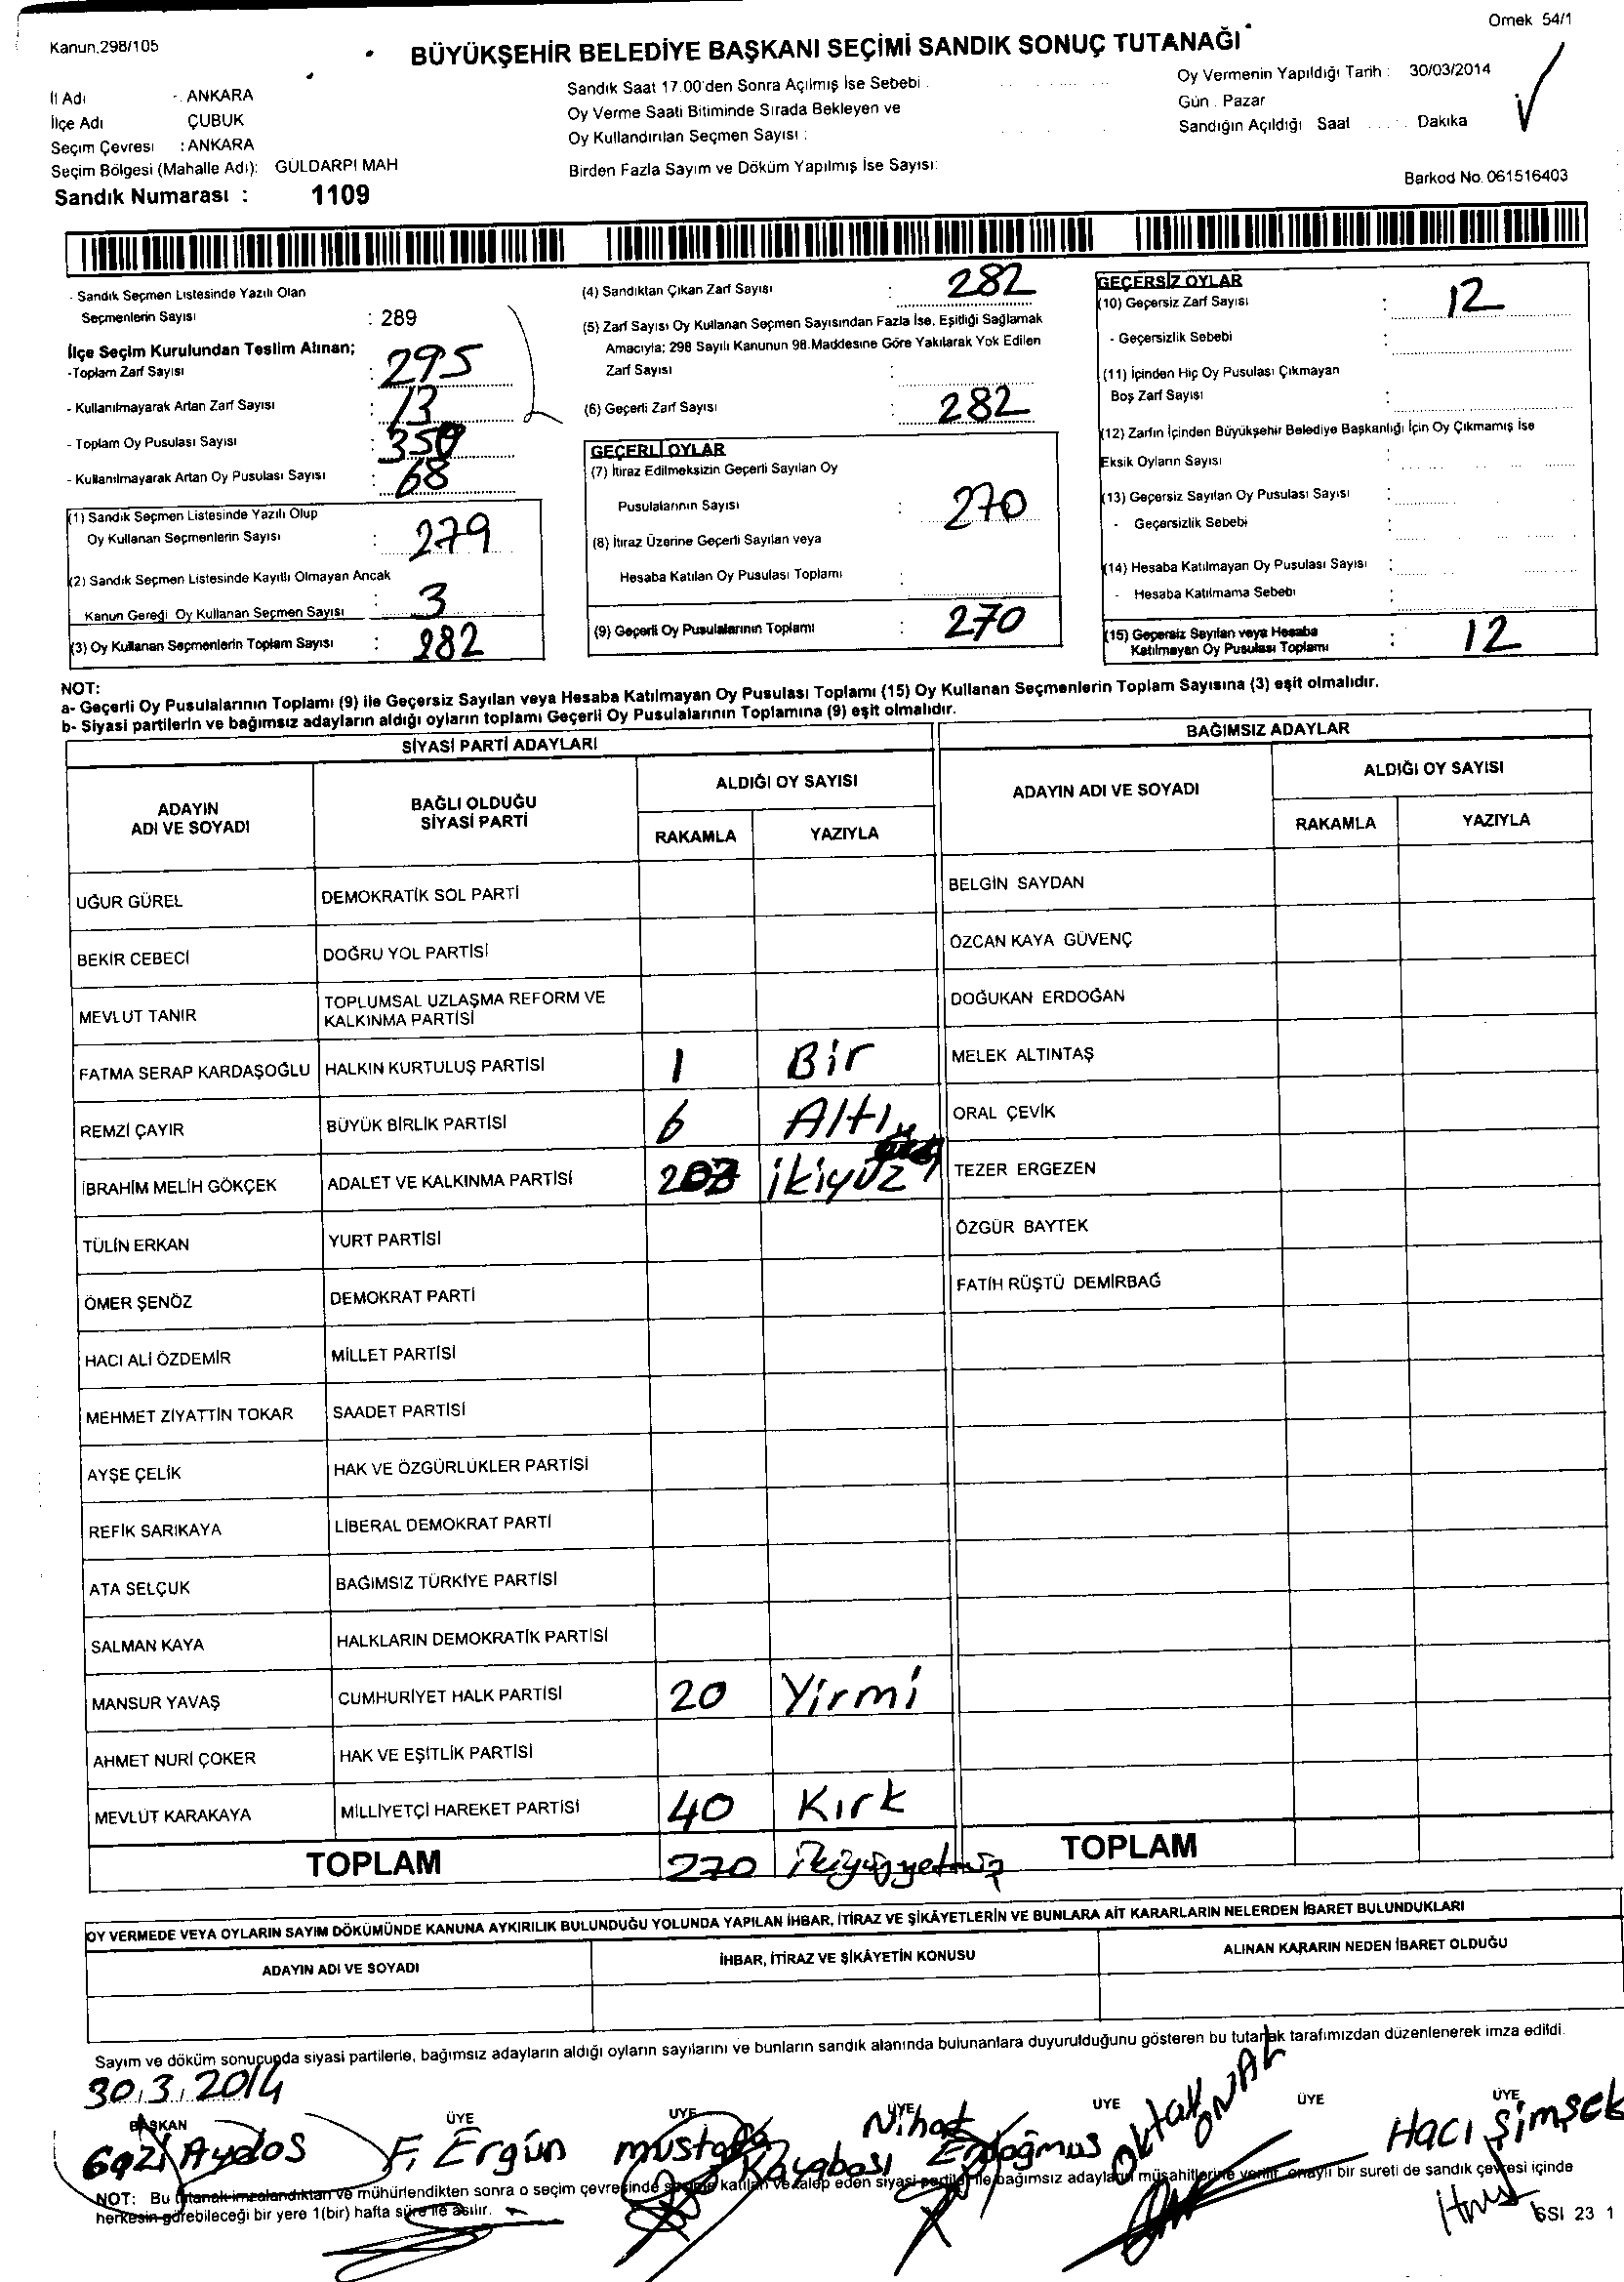 Ornek 54/1
Kanun.298/105
BÜYÜKŞEHİR BELEDİYE BAŞKANI SEÇİMİ SANDIK SONUÇ TUTANAĞI
İl Adı : ANKARA
İlçe Adı ÇUBUK
Seçim Çevresi : ANKARA
Seçim Bölgesi (Mahalle Adı): GÜLDARPI MAH
Sandık Numarası : 1109
Sandık Saat 17.00'den Sonra Açılmış İse Sebebi
Oy Verme Saati Bitiminde Sırada Bekleyen ve
Oy Kullandırılan Seçmen Sayısı :
Birden Fazla Sayım ve Döküm Yapılmış İse Sayısı:
Oy Vermenin Yapıldığı Tarih : 30/03/2014
Gün . Pazar
Sandığın Açıldığı Saat ..... Dakika
Barkod No. 061516403
- Sandık Seçmen Listesinde Yazılı Olan
Seçmenlerin Sayısı : 289
İlçe Seçim Kurulundan Teslim Alınan;
-Toplam Zarf Sayısı : 295
- Kullanılmayarak Artan Zarf Sayısı : 13
- Toplam Oy Pusulası Sayısı : 350
- Kullanılmayarak Artan Oy Pusulası Sayısı : 68
(1) Sandık Seçmen Listesinde Yazılı Olup
Oy Kullanan Seçmenlerin Sayısı : 279
(2) Sandık Seçmen Listesinde Kayıtlı Olmayan Ancak
Kanun Gereği Oy Kullanan Seçmen Sayısı : 3
(3) Oy Kullanan Seçmenlerin Toplam Sayısı : 282
(4) Sandıktan Çıkan Zarf Sayısı : 282
(5) Zarf Sayısı Oy Kullanan Seçmen Sayısından Fazla İse, Eşitliği Sağlamak
Amacıyla; 298 Sayılı Kanunun 98.Maddesine Göre Yakılarak Yok Edilen
Zarf Sayısı :
(6) Geçerli Zarf Sayısı : 282
GEÇERLİ OYLAR
(7) İtiraz Edilmeksizin Geçerli Sayılan Oy
Pusulalarının Sayısı : 270
(8) İtiraz Üzerine Geçerli Sayılan veya
Hesaba Katılan Oy Pusulası Toplamı :
(9) Geçerli Oy Pusulalarının Toplamı : 270
GEÇERSİZ OYLAR
(10) Geçersiz Zarf Sayısı : 12
- Geçersizlik Sebebi :
(11) İçinden Hiç Oy Pusulası Çıkmayan
Boş Zarf Sayısı :
(12) Zarfın İçinden Büyükşehir Belediye Başkanlığı İçin Oy Çıkmamış İse
Eksik Oyların Sayısı :
(13) Geçersiz Sayılan Oy Pusulası Sayısı :
- Geçersizlik Sebebi :
(14) Hesaba Katılmayan Oy Pusulası Sayısı :
- Hesaba Katılmama Sebebi :
(15) Geçersiz Sayılan veya Hesaba
Katılmayan Oy Pusulası Toplamı : 12
NOT:
a- Geçerli Oy Pusulalarının Toplamı (9) ile Geçersiz Sayılan veya Hesaba Katılmayan Oy Pusulası Toplamı (15) Oy Kullanan Seçmenlerin Toplam Sayısına (3) eşit olmalıdır.
b- Siyasi partilerin ve bağımsız adayların aldığı oyların toplamı Geçerli Oy Pusulalarının Toplamına (9) eşit olmalıdır.
SİYASİ PARTİ ADAYLARI
ADAYIN ADI VE SOYADI
BAĞLI OLDUĞU SİYASİ PARTİ
ALDIĞI OY SAYISI
RAKAMLA YAZIYLA
UĞUR GÜREL DEMOKRATİK SOL PARTİ
BEKİR CEBECİ DOĞRU YOL PARTİSİ
MEVLUT TANIR TOPLUMSAL UZLAŞMA REFORM VE KALKINMA PARTİSİ
FATMA SERAP KARDAŞOĞLU HALKIN KURTULUŞ PARTİSİ 1 Bir
REMZİ ÇAYIR BÜYÜK BİRLİK PARTİSİ 6 Altı
İBRAHİM MELİH GÖKÇEK ADALET VE KALKINMA PARTİSİ 203 ikiyüz
TÜLİN ERKAN YURT PARTİSİ
ÖMER ŞENÖZ DEMOKRAT PARTİ
HACI ALİ ÖZDEMİR MİLLET PARTİSİ
MEHMET ZİYATTİN TOKAR SAADET PARTİSİ
AYŞE ÇELİK HAK VE ÖZGÜRLÜKLER PARTİSİ
REFİK SARIKAYA LİBERAL DEMOKRAT PARTİ
ATA SELÇUK BAĞIMSIZ TÜRKİYE PARTİSİ
SALMAN KAYA HALKLARIN DEMOKRATİK PARTİSİ
MANSUR YAVAŞ CUMHURİYET HALK PARTİSİ 20 Yirmi
AHMET NURİ ÇOKER HAK VE EŞİTLİK PARTİSİ
MEVLÜT KARAKAYA MİLLİYETÇİ HAREKET PARTİSİ 40 Kırk
TOPLAM 270 ikiyüzyetmiş
BAĞIMSIZ ADAYLAR
ADAYIN ADI VE SOYADI
ALDIĞI OY SAYISI
RAKAMLA YAZIYLA
BELGİN SAYDAN
ÖZCAN KAYA GÜVENÇ
DOĞUKAN ERDOĞAN
MELEK ALTINTAŞ
ORAL ÇEVİK
TEZER ERGEZEN
ÖZGÜR BAYTEK
FATİH RÜŞTÜ DEMİRBAĞ
TOPLAM
OY VERMEDE VEYA OYLARIN SAYIM DÖKÜMÜNDE KANUNA AYKIRILIK BULUNDUĞU YOLUNDA YAPILAN İHBAR, İTİRAZ VE ŞİKÂYETLERİN VE BUNLARA AİT KARARLARIN NELERDEN İBARET BULUNDUKLARI
ADAYIN ADI VE SOYADI İHBAR, İTİRAZ VE ŞİKÂYETİN KONUSU ALINAN KARARIN NEDEN İBARET OLDUĞU
Sayım ve döküm sonucunda siyasi partilerle, bağımsız adayların aldığı oyların sayılarını ve bunların sandık alanında bulunanlara duyurulduğunu gösteren bu tutanak tarafımızdan düzenlenerek imza edildi.
30.3.2014
BAŞKAN ÜYE ÜYE ÜYE ÜYE ÜYE ÜYE
Gazi Aydos F. Ergün Mustafa Kayabası Nihat Erdoğmuş Oktay ÖNAL Hacı Şimşek
NOT: Bu tutanak imzalandıktan ve mühürlendikten sonra o seçim çevresinde seçime katılan ve talep eden siyasi partiler ile bağımsız adayların müşahitlerine verilir, onaylı bir sureti de sandık çevresi içinde
herkesin görebileceği bir yere 1(bir) hafta süre ile asılır.
SSI 23 1